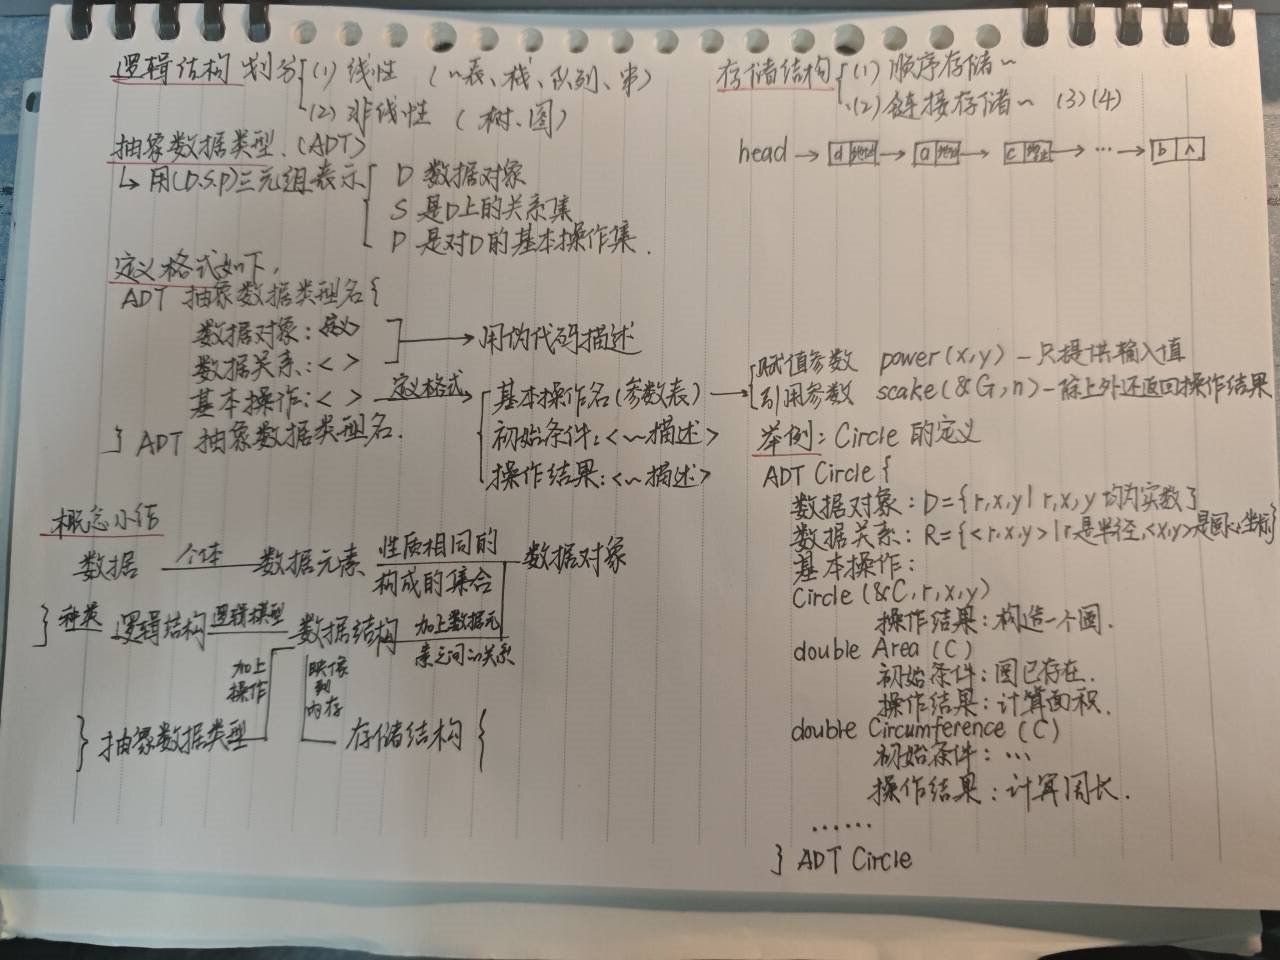 逻辑结构 划分 (1) 线性 (~表、栈、队列、串)
(2) 非线性 (树、图)
抽象数据类型.(ADT)
↳ 用(D.S.P)三元组表示 D 数据对象
S 是D上的关系集
P 是对D的基本操作集.
定义格式如下,
ADT 抽象数据类型名{
数据对象: <定义> → 用伪代码描述
数据关系: < >
基本操作: < > 定义格式→ 基本操作名(参数表)
初始条件: <~描述>
操作结果: <~描述>
} ADT 抽象数据类型名.
概念小结
数据 个体 数据元素 性质相同的 数据对象
构成的集合
} 种类 逻辑结构 逻辑模型 数据结构 加上数据元
素之间的关系
加上 映像
操作 到
内存
} 抽象数据类型 存储结构 {
存储结构 (1) 顺序存储~
(2) 链接存储~ (3)(4)
head → d → a → c → … → b ∧
赋值参数 power(x,y) — 只提供输入值
引用参数 scake(&G,n) — 除上外还返回操作结果
举例: Circle 的定义
ADT Circle {
数据对象: D={r,x,y| r,x,y 均为实数}
数据关系: R={<r,x,y>|r是半径,<x,y>是圆心坐标}
基本操作:
Circle (&C, r, x, y)
操作结果: 构造一个圆.
double Area (C)
初始条件: 圆已存在.
操作结果: 计算面积.
double Circumference (C)
初始条件: …
操作结果: 计算周长.
……
} ADT Circle